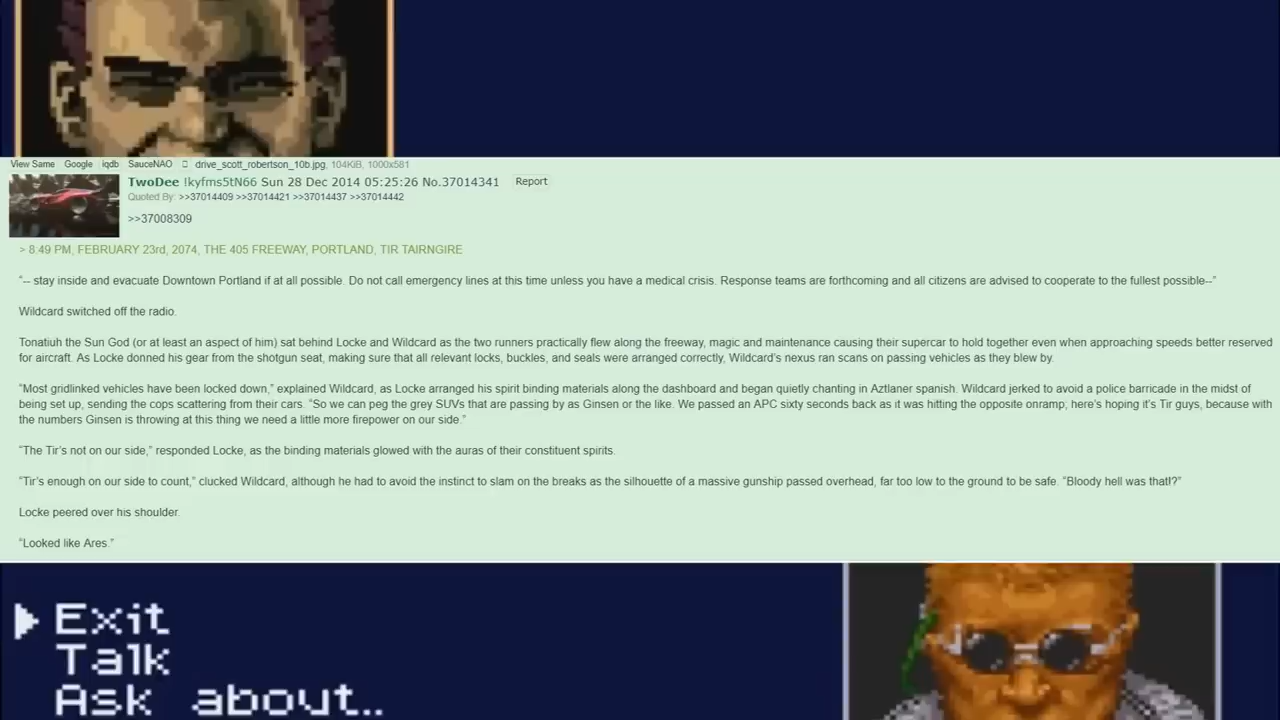 View Same Google iqdb SauceNAO drive_scott_robertson_10b.jpg, 104KiB, 1000x581
TwoDee !kyfms5tN66 Sun 28 Dec 2014 05:25:26 No.37014341 Report
Quoted By: >>37014409 >>37014421 >>37014437 >>37014442
>>37008309
> 8:49 PM, FEBRUARY 23rd, 2074, THE 405 FREEWAY, PORTLAND, TIR TAIRNGIRE
“-- stay inside and evacuate Downtown Portland if at all possible. Do not call emergency lines at this time unless you have a medical crisis. Response teams are forthcoming and all citizens are advised to cooperate to the fullest possible--”
Wildcard switched off the radio.
Tonatiuh the Sun God (or at least an aspect of him) sat behind Locke and Wildcard as the two runners practically flew along the freeway, magic and maintenance causing their supercar to hold together even when approaching speeds better reserved
for aircraft. As Locke donned his gear from the shotgun seat, making sure that all relevant locks, buckles, and seals were arranged correctly, Wildcard’s nexus ran scans on passing vehicles as they blew by.
“Most gridlinked vehicles have been locked down,” explained Wildcard, as Locke arranged his spirit binding materials along the dashboard and began quietly chanting in Aztlaner spanish. Wildcard jerked to avoid a police barricade in the midst of
being set up, sending the cops scattering from their cars. “So we can peg the grey SUVs that are passing by as Ginsen or the like. We passed an APC sixty seconds back as it was hitting the opposite onramp; here’s hoping it’s Tir guys, because with
the numbers Ginsen is throwing at this thing we need a little more firepower on our side.”
“The Tir’s not on our side,” responded Locke, as the binding materials glowed with the auras of their constituent spirits.
“Tir’s enough on our side to count,” clucked Wildcard, although he had to avoid the instinct to slam on the breaks as the silhouette of a massive gunship passed overhead, far too low to the ground to be safe. “Bloody hell was that!?”
Locke peered over his shoulder.
“Looked like Ares.”
Exit
Talk
Ask about..